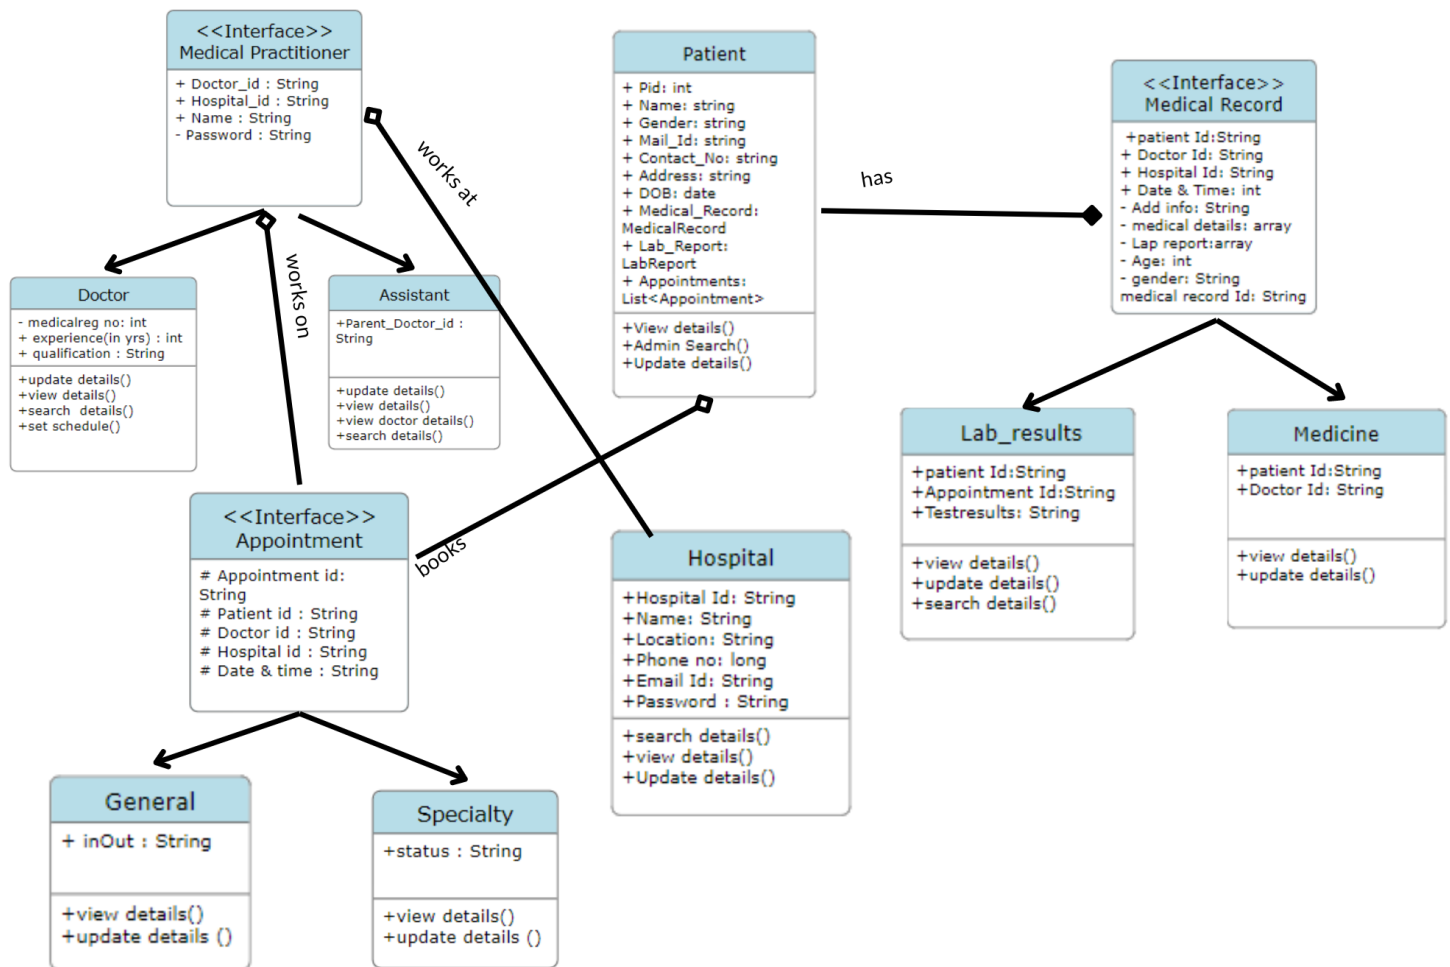 <<Interface>>
Medical Practitioner
+ Doctor_id : String
+ Hospital_id : String
+ Name : String
- Password : String
works at
works on
Doctor
- medicalreg no: int
+ experience(in yrs) : int
+ qualification : String
+update details()
+view details()
+search  details()
+set schedule()
Assistant
+Parent_Doctor_id :
String
+update details()
+view details()
+view doctor details()
+search details()
Patient
+ Pid: int
+ Name: string
+ Gender: string
+ Mail_Id: string
+ Contact_No: string
+ Address: string
+ DOB: date
+ Medical_Record:
MedicalRecord
+ Lab_Report:
LabReport
+ Appointments:
List<Appointment>
+View details()
+Admin Search()
+Update details()
has
<<Interface>>
Medical Record
+patient Id:String
+ Doctor Id: String
+ Hospital Id: String
+ Date & Time: int
- Add info: String
- medical details: array
- Lap report:array
- Age: int
- gender: String
medical record Id: String
Lab_results
+patient Id:String
+Appointment Id:String
+Testresults: String
+view details()
+update details()
+search details()
Medicine
+patient Id:String
+Doctor Id: String
+view details()
+update details()
<<Interface>>
Appointment
# Appointment id:
String
# Patient id : String
# Doctor id : String
# Hospital id : String
# Date & time : String
books
Hospital
+Hospital Id: String
+Name: String
+Location: String
+Phone no: long
+Email Id: String
+Password : String
+search details()
+view details()
+Update details()
General
+ inOut : String
+view details()
+update details ()
Specialty
+status : String
+view details()
+update details ()